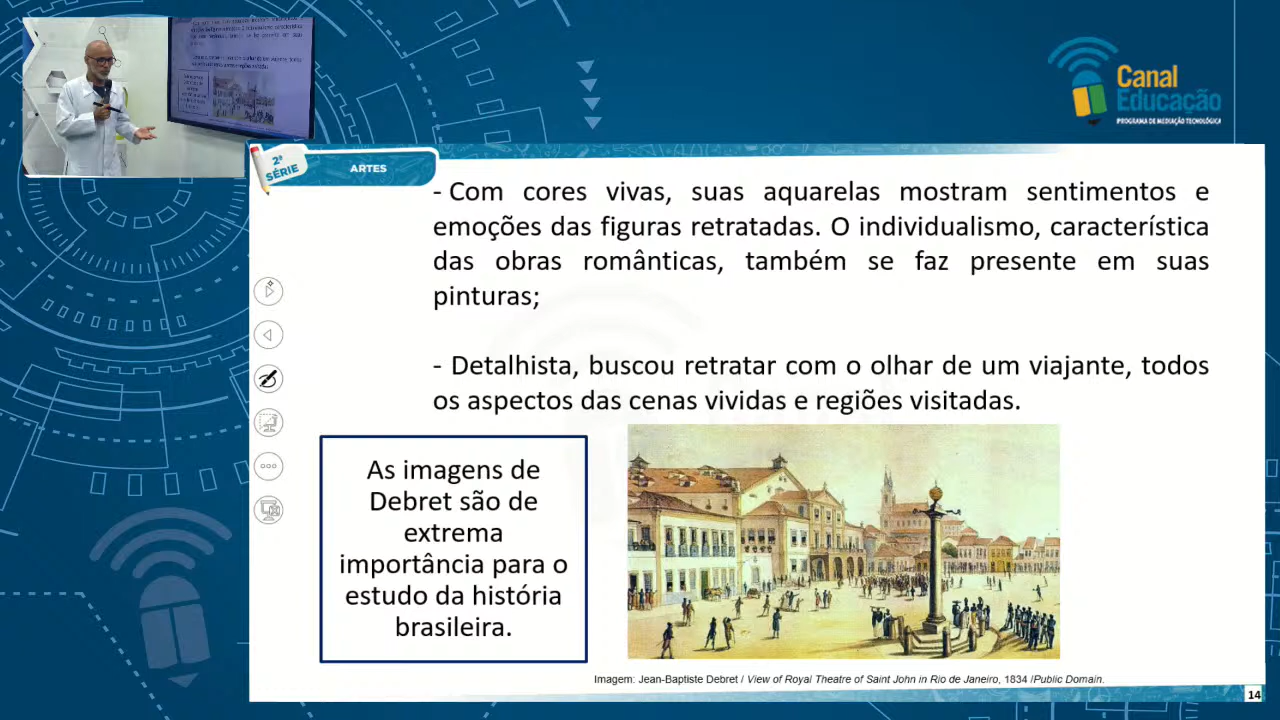 Canal
Educação
PROGRAMA DE MEDIAÇÃO TECNOLÓGICA
2ª
SÉRIE
ARTES
- Com cores vivas, suas aquarelas mostram sentimentos e
emoções das figuras retratadas. O individualismo, característica
das obras românticas, também se faz presente em suas
pinturas;
- Detalhista, buscou retratar com o olhar de um viajante, todos
os aspectos das cenas vividas e regiões visitadas.
As imagens de
Debret são de
extrema
importância para o
estudo da história
brasileira.
Imagem: Jean-Baptiste Debret / View of Royal Theatre of Saint John in Rio de Janeiro, 1834 /Public Domain.
14